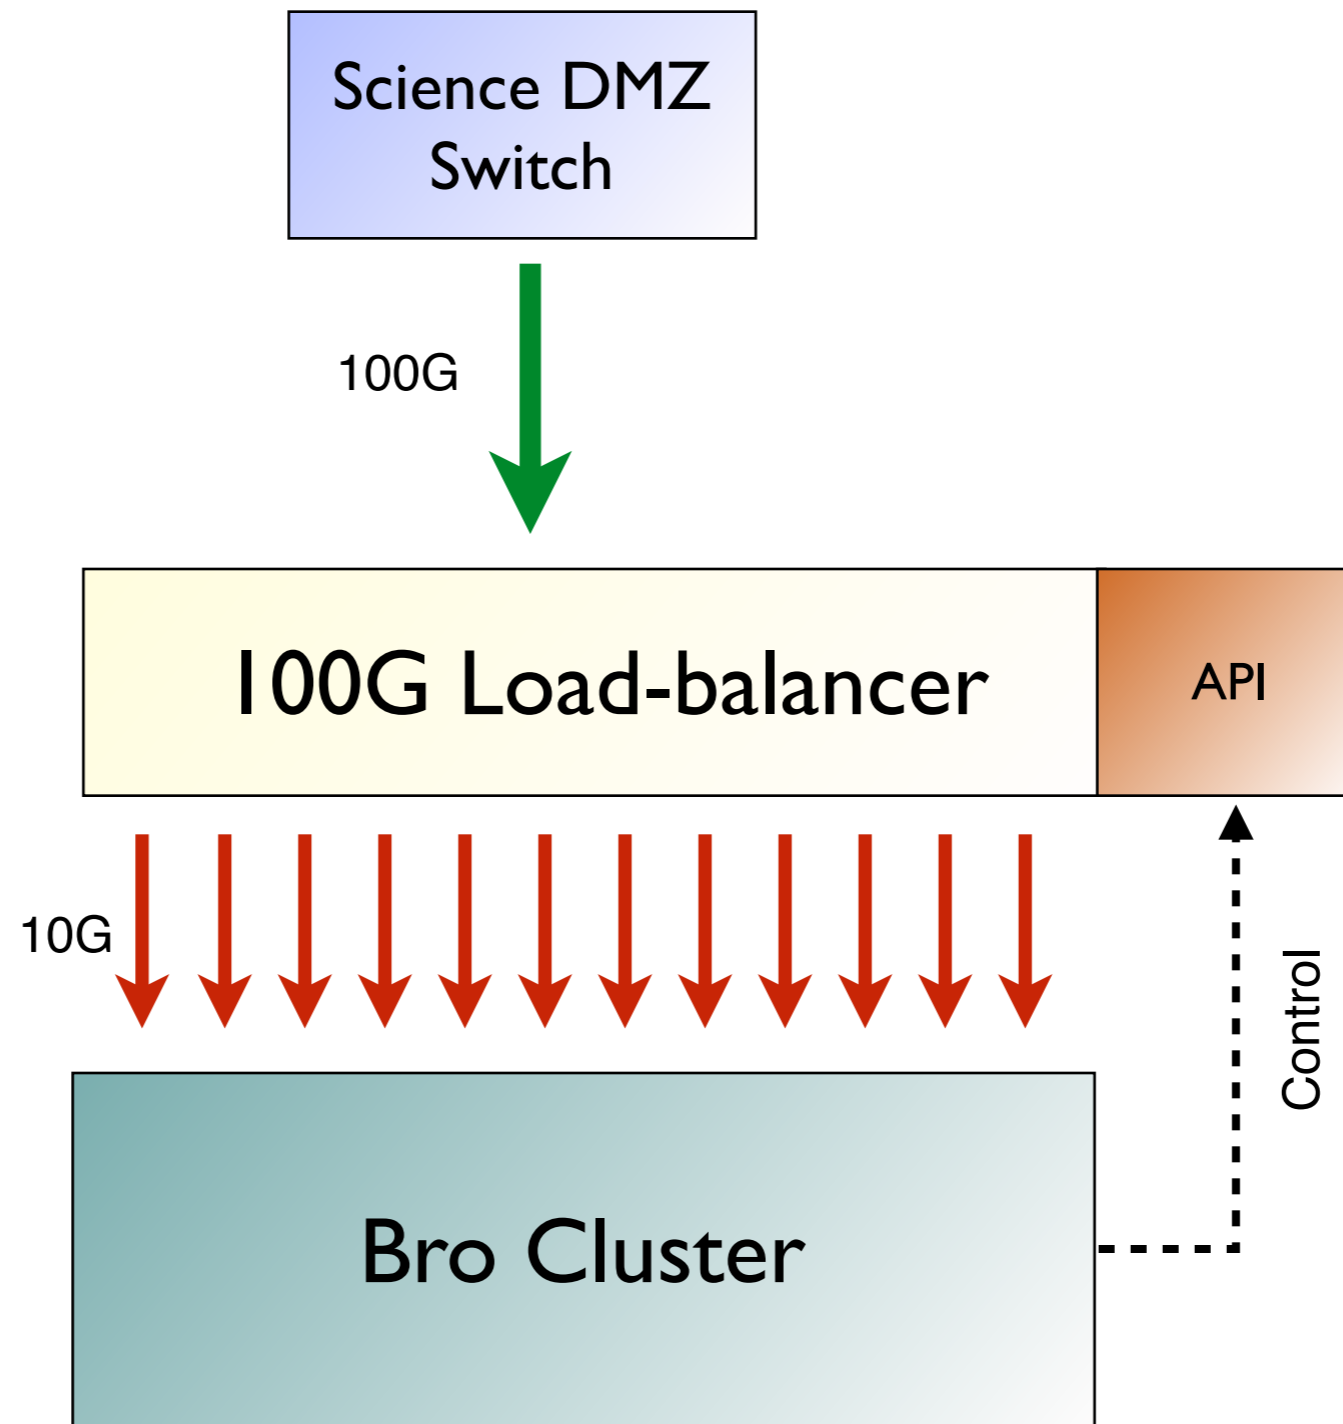 Science DMZ
Switch
100G
100G Load-balancer
API
10G
Control
Bro Cluster